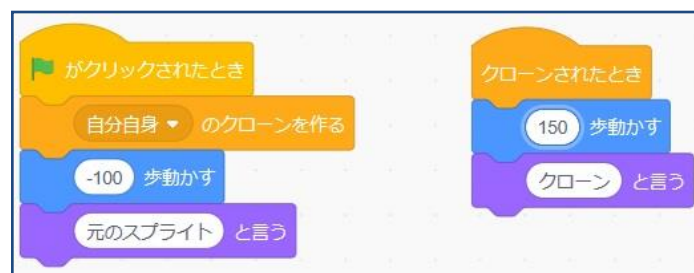 がクリックされたとき
自分自身 のクローンを作る
-100 歩動かす
元のスプライト と言う
クローンされたとき
150 歩動かす
クローン と言う